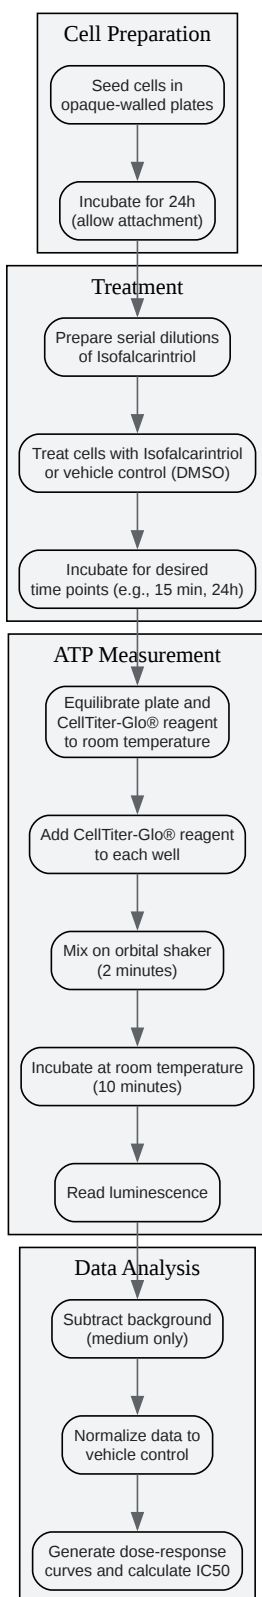 Cell Preparation
Seed cells in
opaque-walled plates
Incubate for 24h
(allow attachment)
Treatment
Prepare serial dilutions
of Isofalcarintriol
Treat cells with Isofalcarintriol
or vehicle control (DMSO)
Incubate for desired
time points (e.g., 15 min, 24h)
ATP Measurement
Equilibrate plate and
CellTiter-Glo® reagent
to room temperature
Add CellTiter-Glo® reagent
to each well
Mix on orbital shaker
(2 minutes)
Incubate at room temperature
(10 minutes)
Read luminescence
Data Analysis
Subtract background
(medium only)
Normalize data to
vehicle control
Generate dose-response
curves and calculate IC50